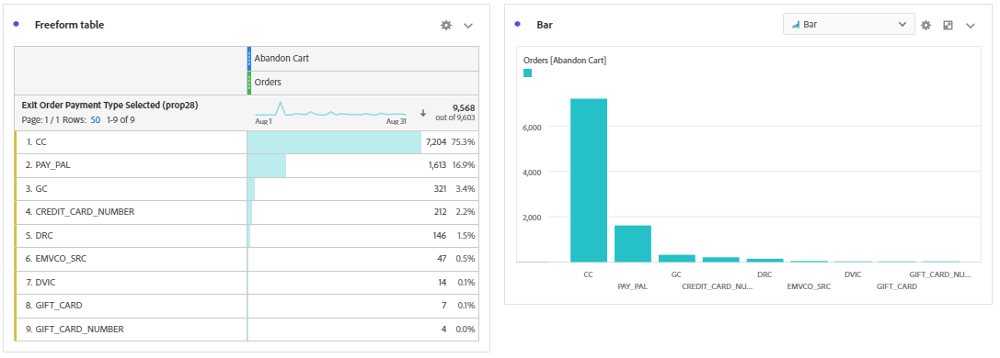 Freeform table
Abandon Cart
Orders
Exit Order Payment Type Selected (prop28)
Page: 1 / 1 Rows: 50 1-9 of 9
Aug 1
Aug 31
9,568
out of 9,603
1. CC 7,204 75.3%
2. PAY_PAL 1,613 16.9%
3. GC 321 3.4%
4. CREDIT_CARD_NUMBER 212 2.2%
5. DRC 146 1.5%
6. EMVCO_SRC 47 0.5%
7. DVIC 14 0.1%
8. GIFT_CARD 7 0.1%
9. GIFT_CARD_NUMBER 4 0.0%
Bar
Bar
Orders [Abandon Cart]
6,000
4,000
2,000
CC GC DRC DVIC GIFT_CARD_NU...
PAY_PAL CREDIT_CARD_NU... EMVCO_SRC GIFT_CARD